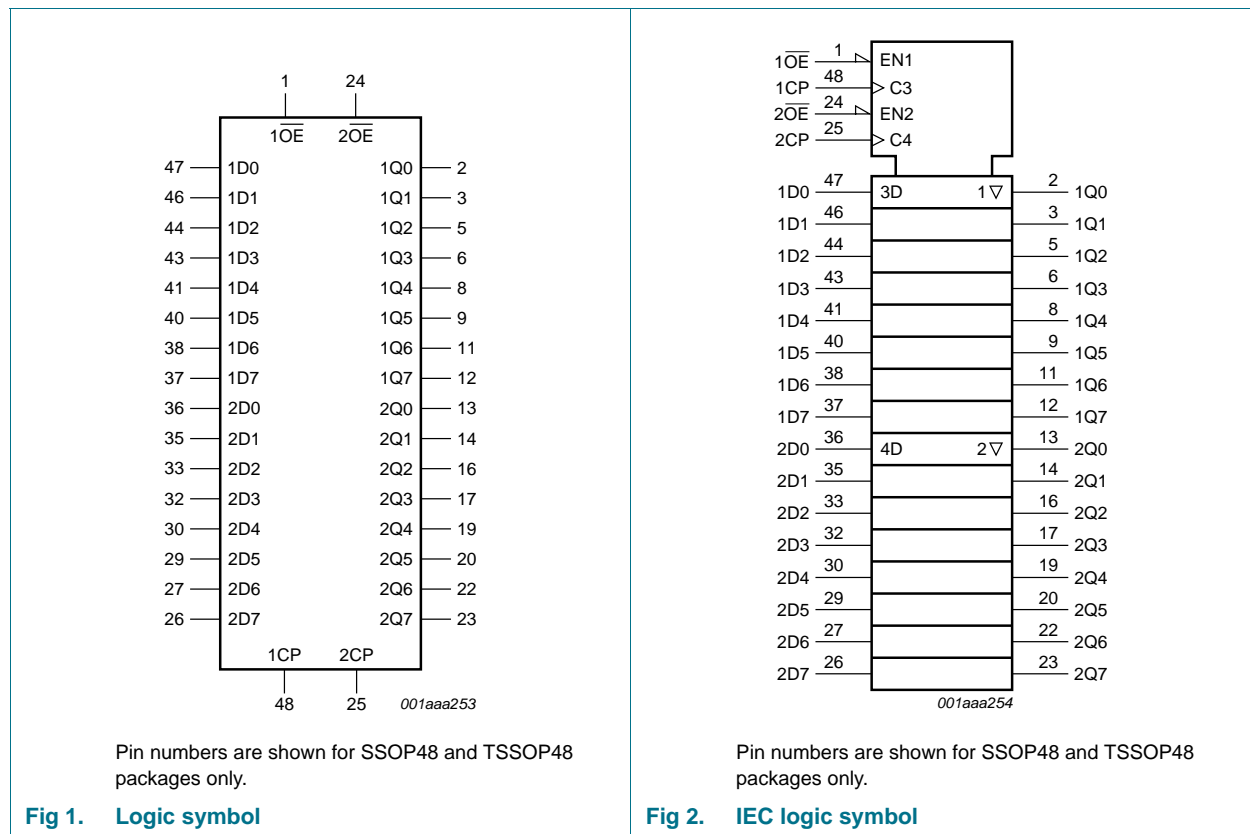 1 24
1OE 2OE
47 1D0 1Q0 2
46 1D1 1Q1 3
44 1D2 1Q2 5
43 1D3 1Q3 6
41 1D4 1Q4 8
40 1D5 1Q5 9
38 1D6 1Q6 11
37 1D7 1Q7 12
36 2D0 2Q0 13
35 2D1 2Q1 14
33 2D2 2Q2 16
32 2D3 2Q3 17
30 2D4 2Q4 19
29 2D5 2Q5 20
27 2D6 2Q6 22
26 2D7 2Q7 23
1CP 2CP
48 25 001aaa253
Pin numbers are shown for SSOP48 and TSSOP48
packages only.
Fig 1. Logic symbol
1OE 1 EN1
1CP 48 C3
2OE 24 EN2
2CP 25 C4
1D0 47 3D 1 ▽ 2 1Q0
1D1 46 3 1Q1
1D2 44 5 1Q2
1D3 43 6 1Q3
1D4 41 8 1Q4
1D5 40 9 1Q5
1D6 38 11 1Q6
1D7 37 12 1Q7
2D0 36 4D 2 ▽ 13 2Q0
2D1 35 14 2Q1
2D2 33 16 2Q2
2D3 32 17 2Q3
2D4 30 19 2Q4
2D5 29 20 2Q5
2D6 27 22 2Q6
2D7 26 23 2Q7
001aaa254
Pin numbers are shown for SSOP48 and TSSOP48
packages only.
Fig 2. IEC logic symbol